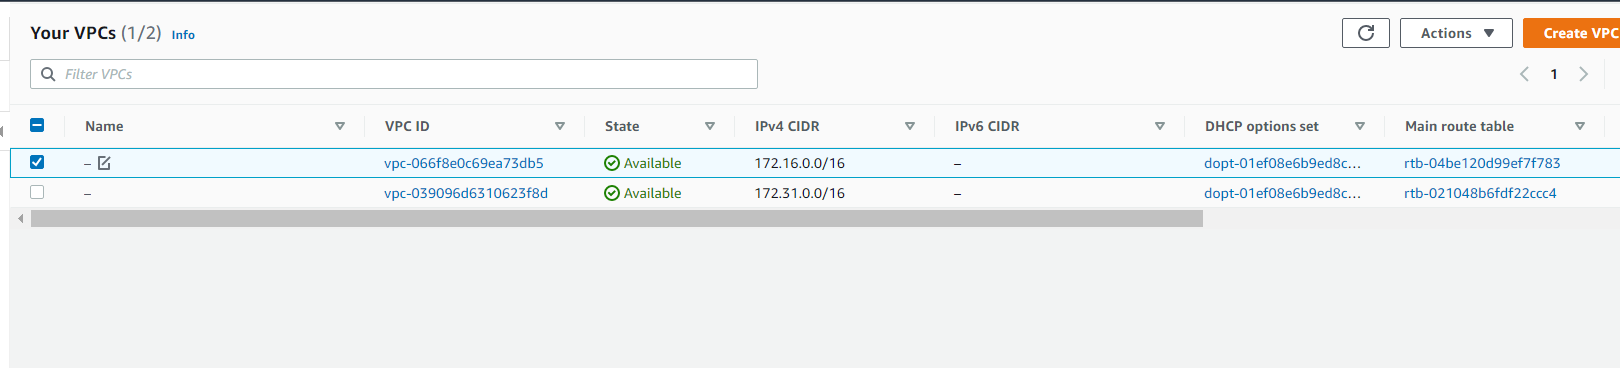 Your VPCs (1/2) Info
Actions
Create VPC
Filter VPCs
1
Name VPC ID State IPv4 CIDR IPv6 CIDR DHCP options set Main route table
– vpc-066f8e0c69ea73db5 Available 172.16.0.0/16 – dopt-01ef08e6b9ed8c... rtb-04be120d99ef7f783
– vpc-039096d6310623f8d Available 172.31.0.0/16 – dopt-01ef08e6b9ed8c... rtb-021048b6fdf22ccc4